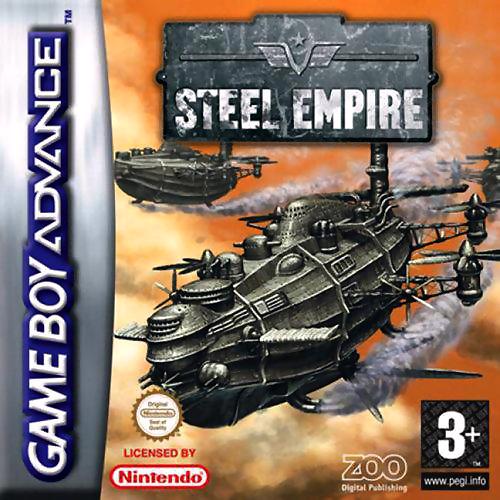 GAME BOY ADVANCE
TM
STEEL EMPIRE
Original
Nintendo
Seal of
Quality
LICENSED BY
Nintendo
ZOO
Digital Publishing
3+
TM
www.pegi.info